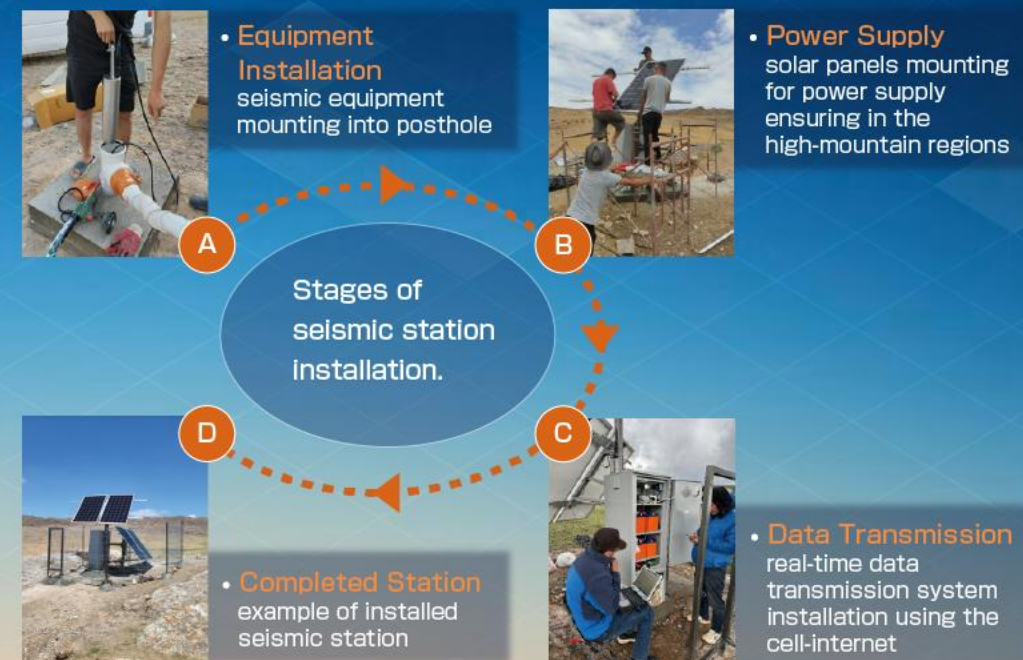 • Equipment
Installation
seismic equipment
mounting into posthole
• Power Supply
solar panels mounting
for power supply
ensuring in the
high-mountain regions
A
B
Stages of
seismic station
installation.
D
C
• Completed Station
example of installed
seismic station
• Data Transmission
real-time data
transmission system
installation using the
cell-internet